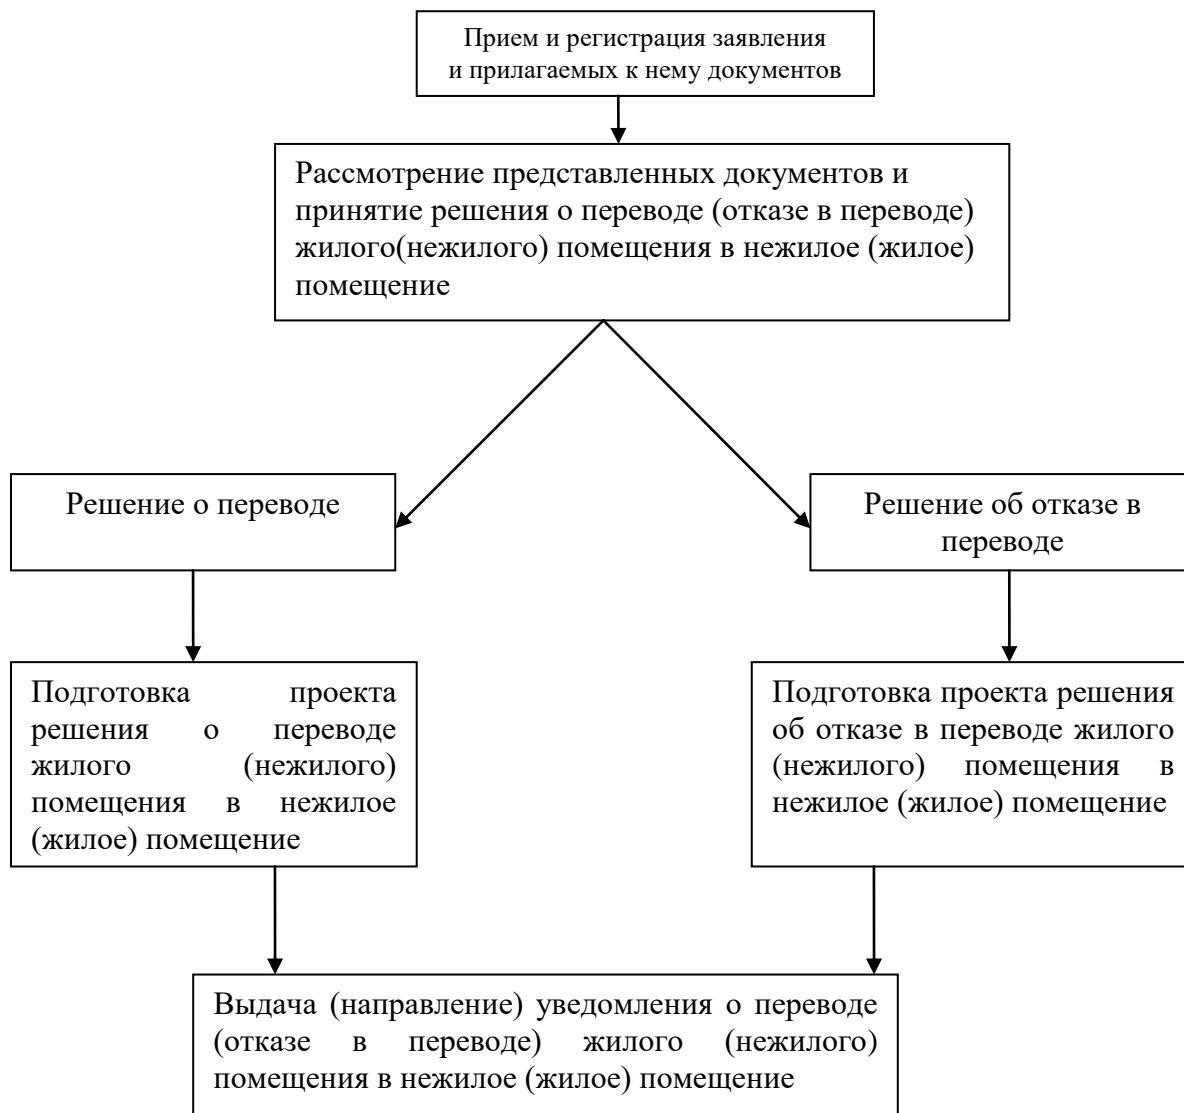 Прием и регистрация заявления
и прилагаемых к нему документов
Рассмотрение представленных документов и
принятие решения о переводе (отказе в переводе)
жилого(нежилого) помещения в нежилое (жилое)
помещение
Решение о переводе
Решение об отказе в
переводе
Подготовка проекта
решения о переводе
жилого (нежилого)
помещения в нежилое
(жилое) помещение
Подготовка проекта решения
об отказе в переводе жилого
(нежилого) помещения в
нежилое (жилое) помещение
Выдача (направление) уведомления о переводе
(отказе в переводе) жилого (нежилого)
помещения в нежилое (жилое) помещение